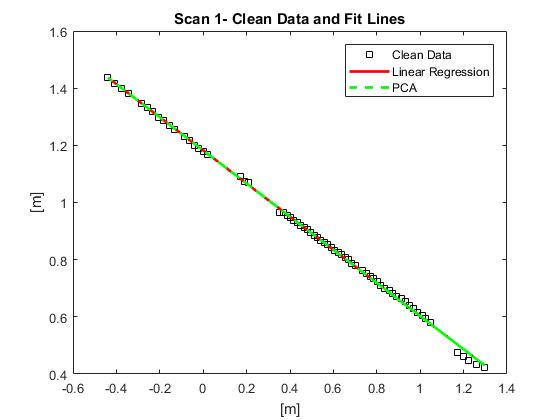 Scan 1- Clean Data and Fit Lines
1.6
1.4
1.2
1
0.8
0.6
0.4
[m]
Clean Data
Linear Regression
PCA
-0.6 -0.4 -0.2 0 0.2 0.4 0.6 0.8 1 1.2 1.4
[m]